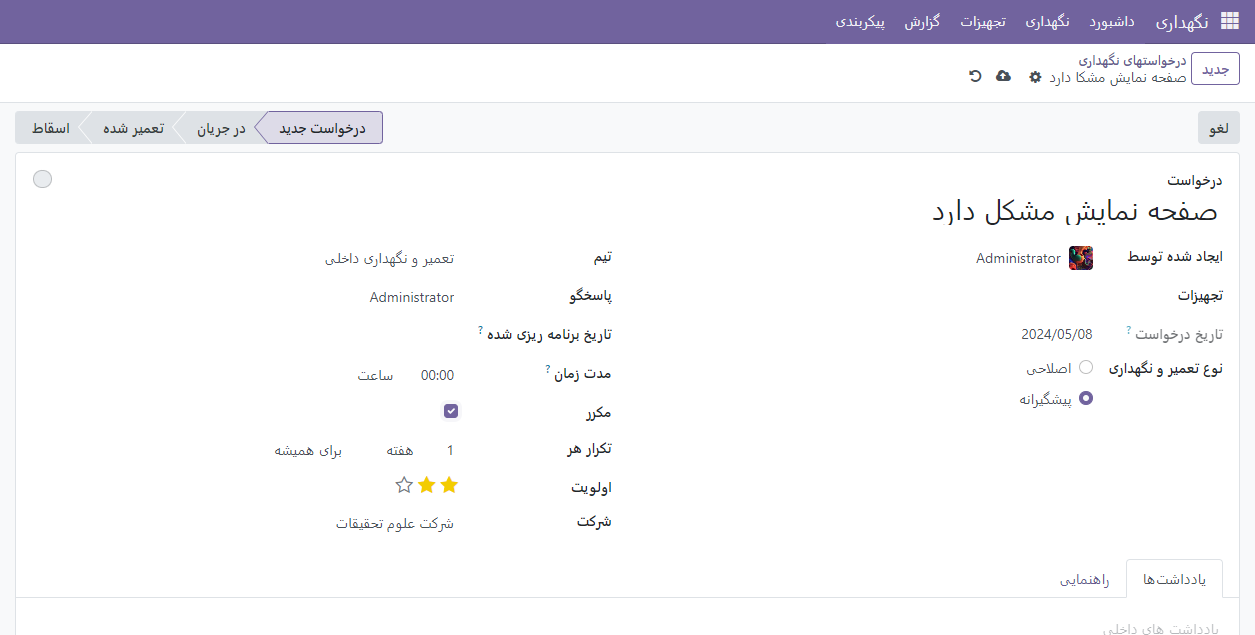 نگهداری داشبورد نگهداری تجهیزات گزارش پیکربندی
جدید
درخواستهای نگهداری
صفحه نمایش مشکا دارد
لغو
درخواست جدید در جریان تعمیر شده اسقاط
درخواست
صفحه نمایش مشکل دارد
ایجاد شده توسط Administrator
تجهیزات
تاریخ درخواست ? 2024/05/08
نوع تعمیر و نگهداری اصلاحی
پیشگیرانه
تیم تعمیر و نگهداری داخلی
پاسخگو Administrator
تاریخ برنامه ریزی شده ?
مدت زمان ? 00:00 ساعت
مکرر
تکرار هر 1 هفته برای همیشه
اولویت
شرکت شرکت علوم تحقیقات
یادداشت‌ها راهنمایی
یادداشت های داخلی